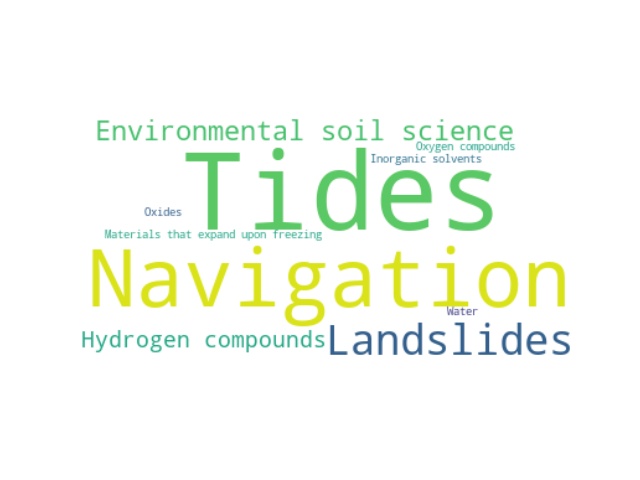 Environmental soil science
Oxygen compounds
Inorganic solvents
Tides
Oxides
Materials that expand upon freezing
Navigation
Water
Hydrogen compounds
Landslides